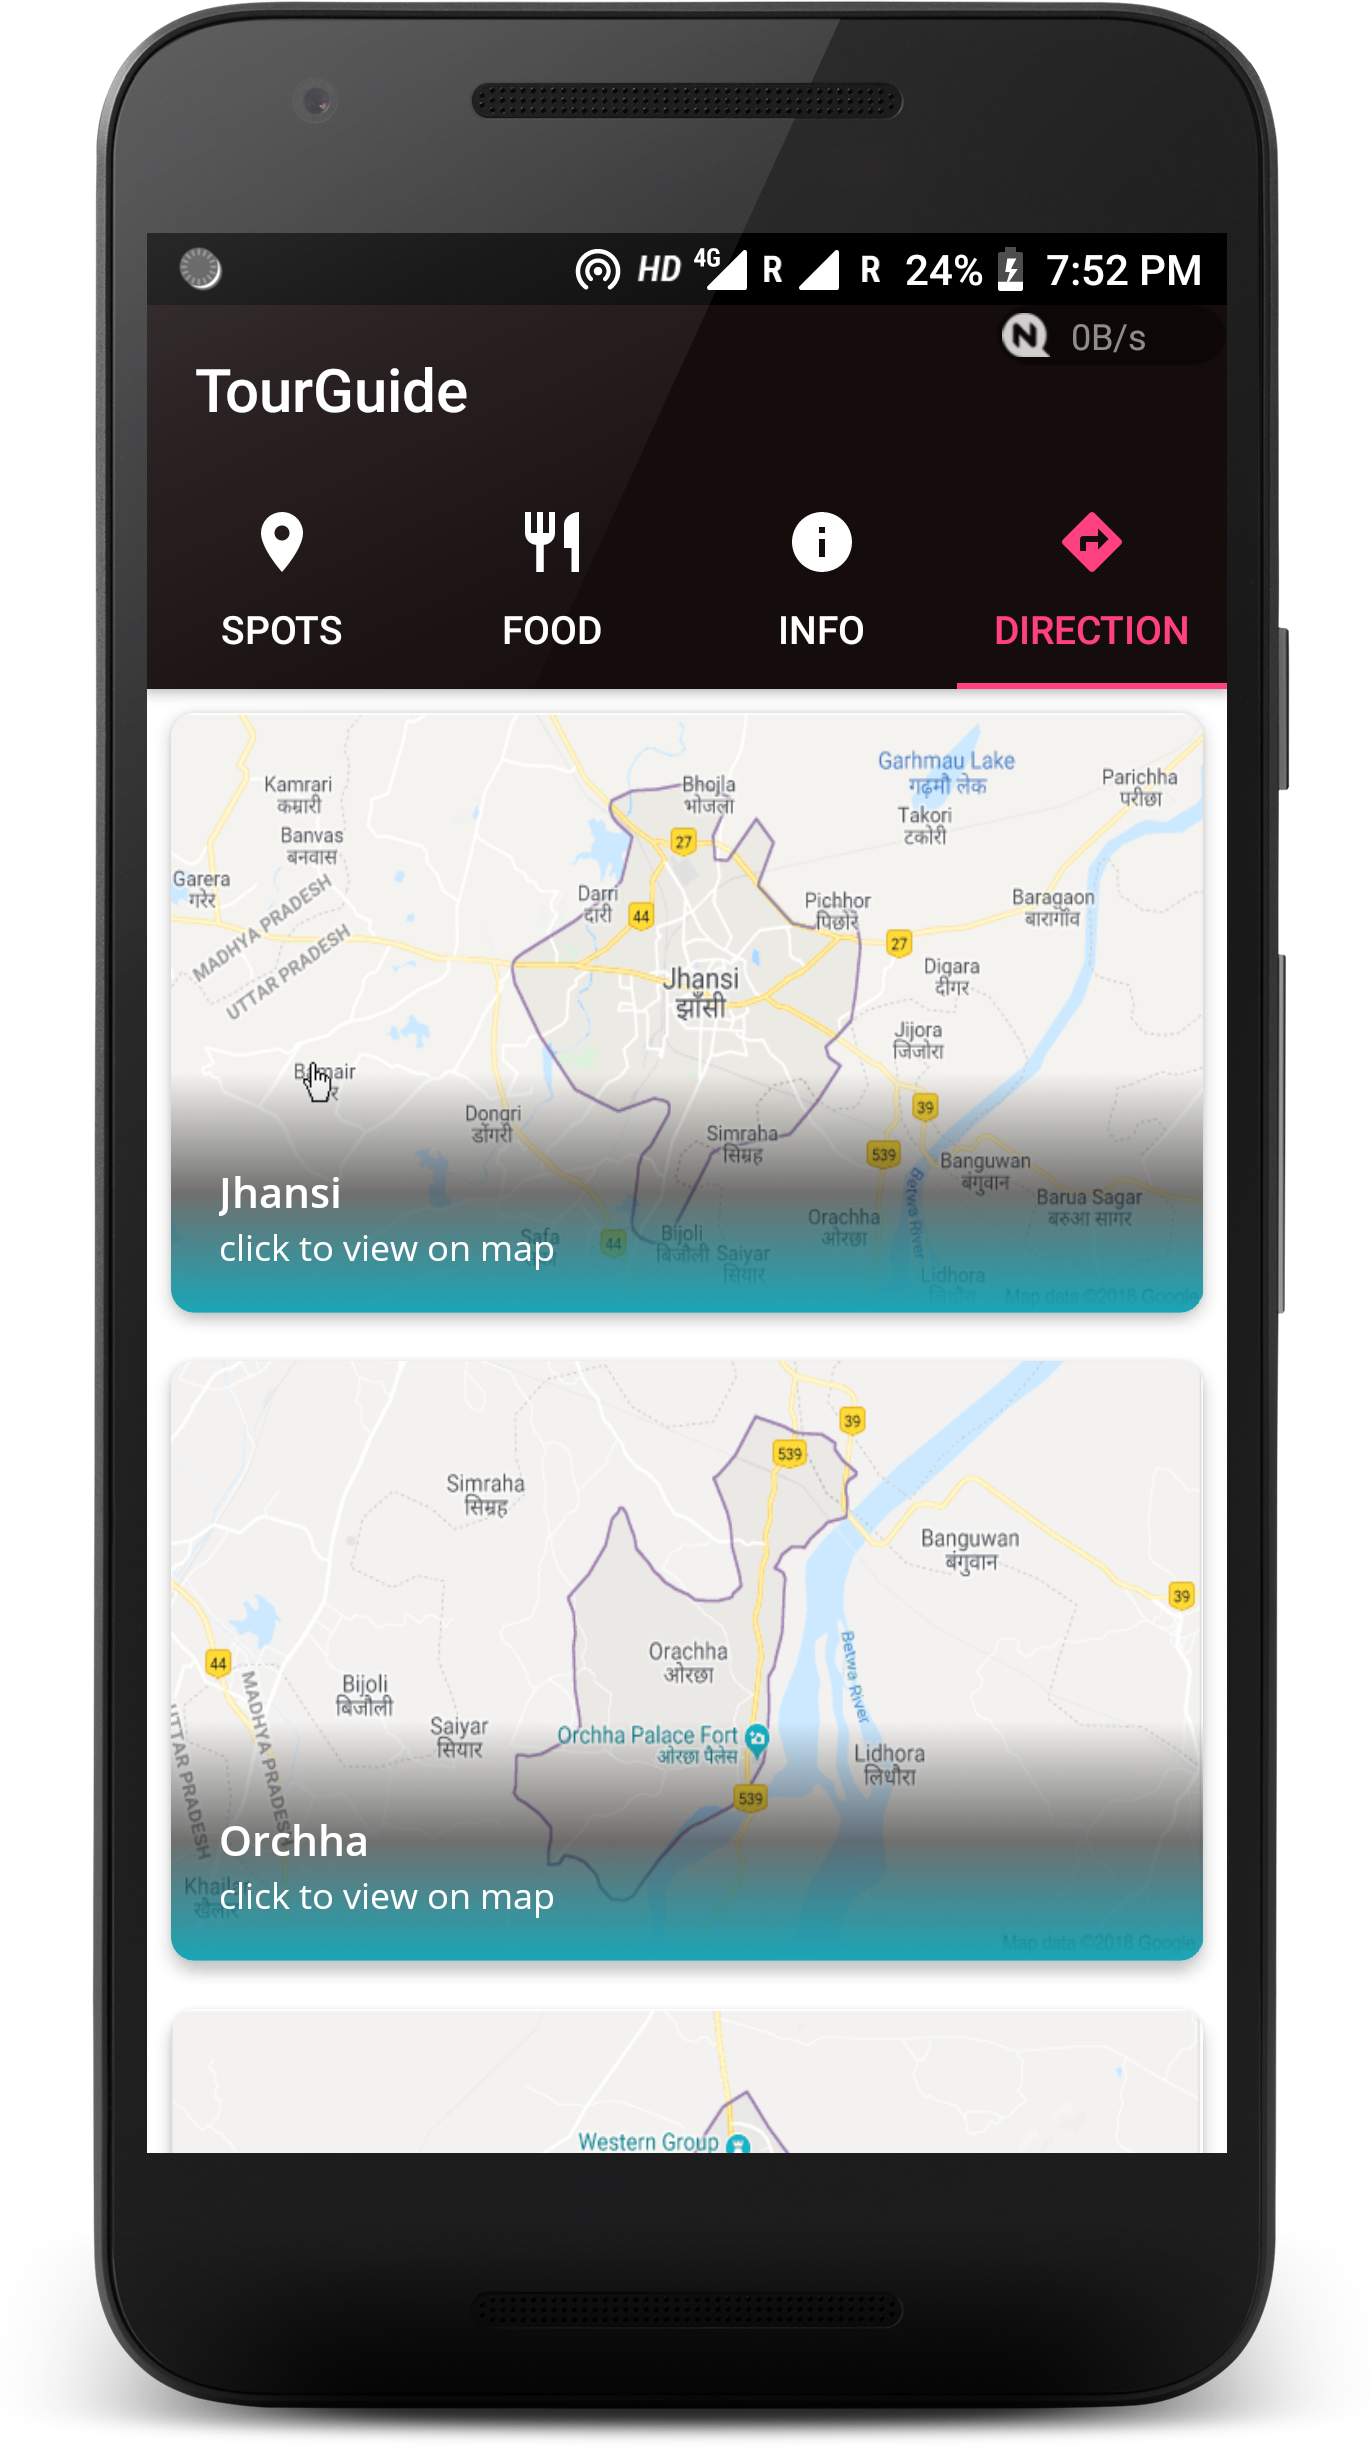 HD 4G R R 24% 7:52 PM
N 0B/s
TourGuide
SPOTS FOOD INFO DIRECTION
Garhmau Lake
गढ़मौ लेक
Kamrari
कम्रारी
Bhojla
भोजला
Parichha
परीछा
Takori
टकोरी
Banvas
बनवास
27
Garera
गरेर
Darri
दारी
44
Pichhor
पिछोर
Baragaon
बारागाँव
27
MADHYA PRADESH
UTTAR PRADESH
Digara
दीगर
Jhansi
झाँसी
Jijora
जिजोरा
Dongri
डोंगरी
39
Simraha
सिम्रह
539
Banguwan
बंगुवान
Betwa River
Barua Sagar
बरुआ सागर
Jhansi
Orachha
ओरछा
Safa
44
Bijoli
बिजौली
Saiyar
सियार
click to view on map
Lidhora
लिधौरा
Map data ©2018 Google
39
539
Simraha
सिम्रह
Banguwan
बंगुवान
39
Orachha
ओरछा
44
Betwa River
Bijoli
बिजौली
MADHYA PRADESH
UTTAR PRADESH
Saiyar
सियार
Orchha Palace Fort
ओरछा पैलेस
Lidhora
लिधौरा
539
Orchha
click to view on map
Map data ©2018 Google
Western Group